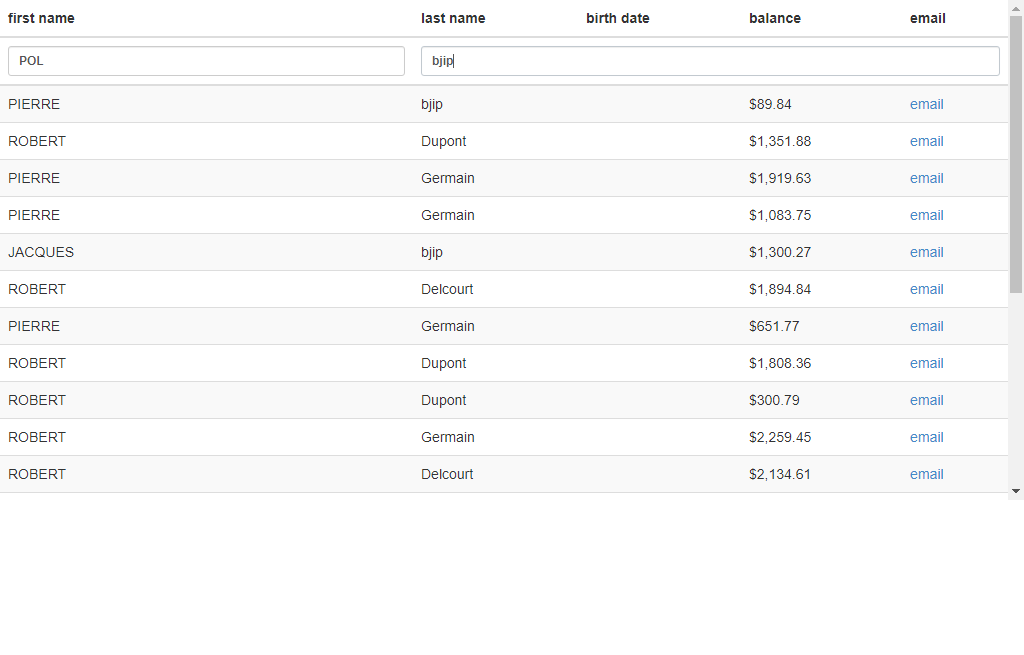 first name last name birth date balance email
POL bjip
PIERRE bjip $89.84 email
ROBERT Dupont $1,351.88 email
PIERRE Germain $1,919.63 email
PIERRE Germain $1,083.75 email
JACQUES bjip $1,300.27 email
ROBERT Delcourt $1,894.84 email
PIERRE Germain $651.77 email
ROBERT Dupont $1,808.36 email
ROBERT Dupont $300.79 email
ROBERT Germain $2,259.45 email
ROBERT Delcourt $2,134.61 email